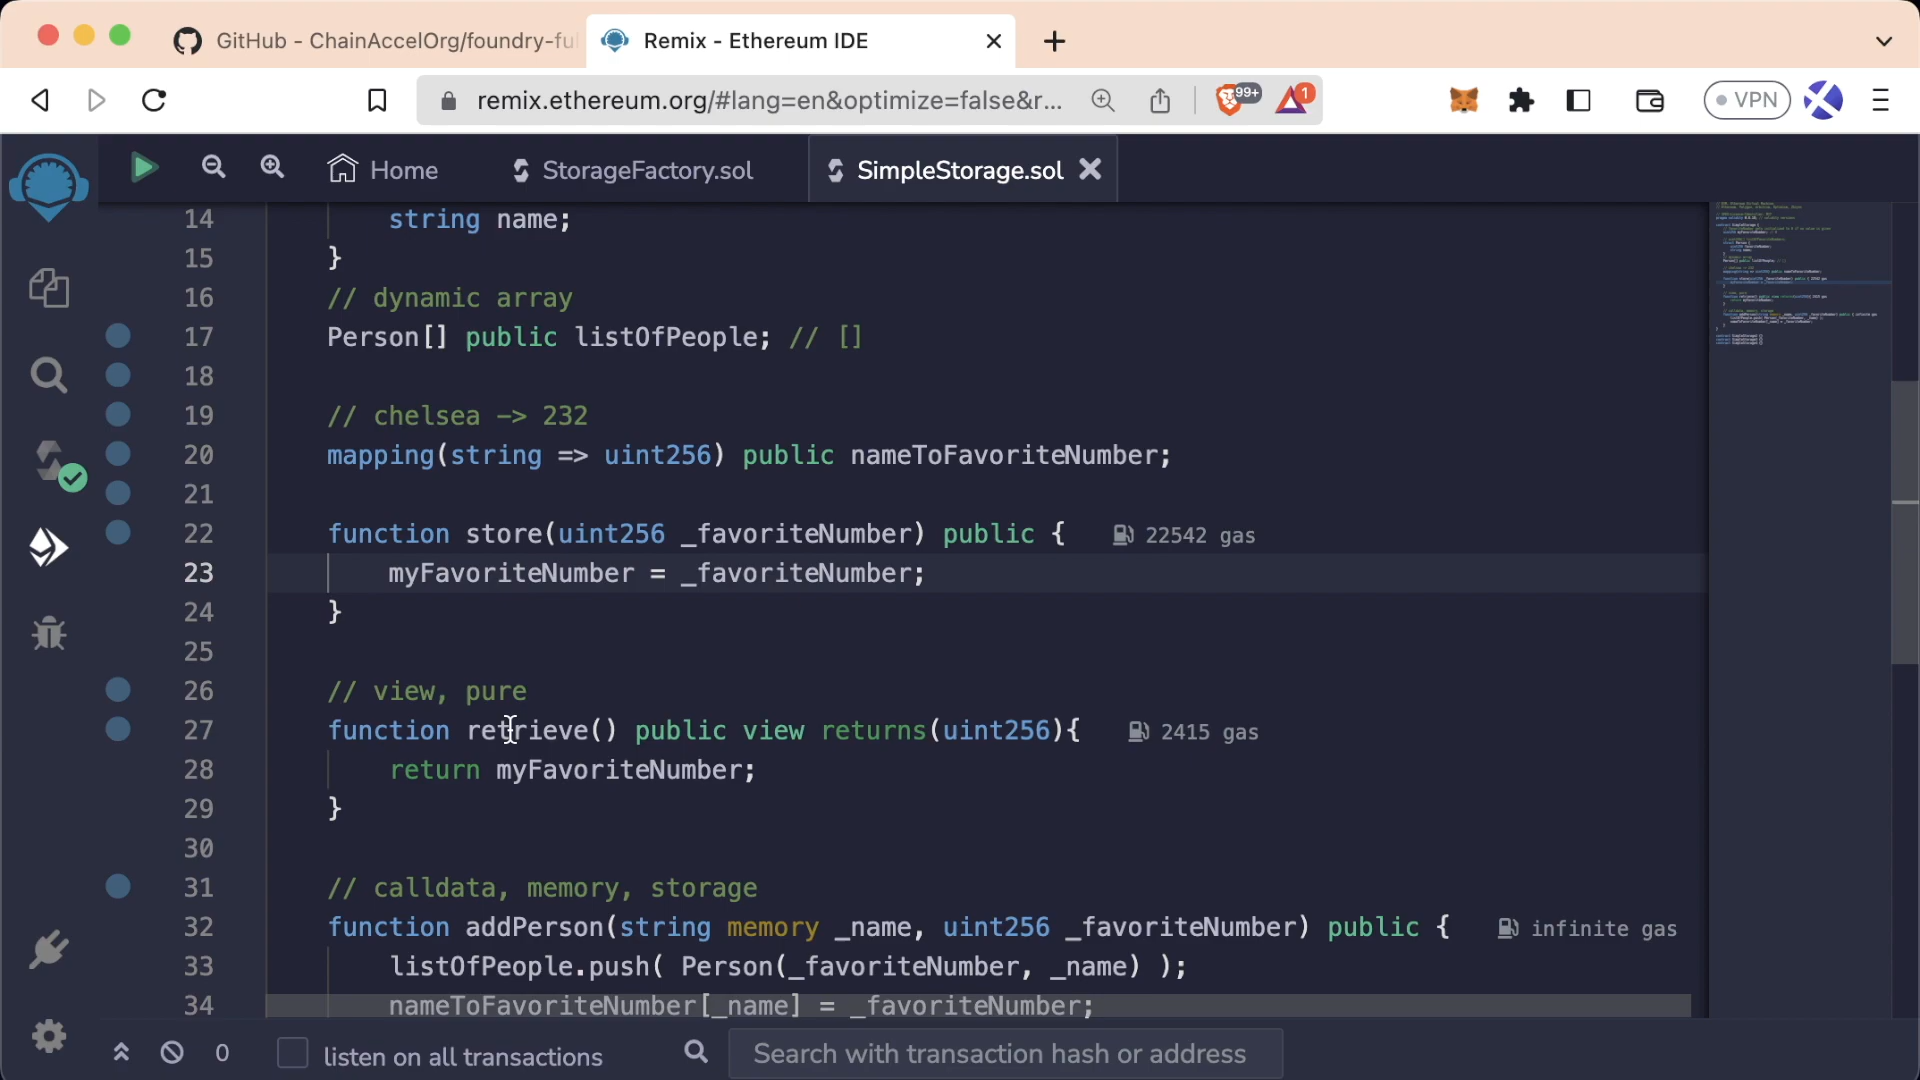 GitHub - ChainAccelOrg/foundry-ful
Remix - Ethereum IDE
remix.ethereum.org/#lang=en&optimize=false&r...
99+
1
VPN
Home
StorageFactory.sol
SimpleStorage.sol
14 string name;
15 }
16 // dynamic array
17 Person[] public listOfPeople; // []
18
19 // chelsea -> 232
20 mapping(string => uint256) public nameToFavoriteNumber;
21
22 function store(uint256 _favoriteNumber) public { 22542 gas
23 myFavoriteNumber = _favoriteNumber;
24 }
25
26 // view, pure
27 function retrieve() public view returns(uint256){ 2415 gas
28 return myFavoriteNumber;
29 }
30
31 // calldata, memory, storage
32 function addPerson(string memory _name, uint256 _favoriteNumber) public { infinite gas
33 listOfPeople.push( Person(_favoriteNumber, _name) );
34 nameToFavoriteNumber[_name] = _favoriteNumber;
0
listen on all transactions
Search with transaction hash or address